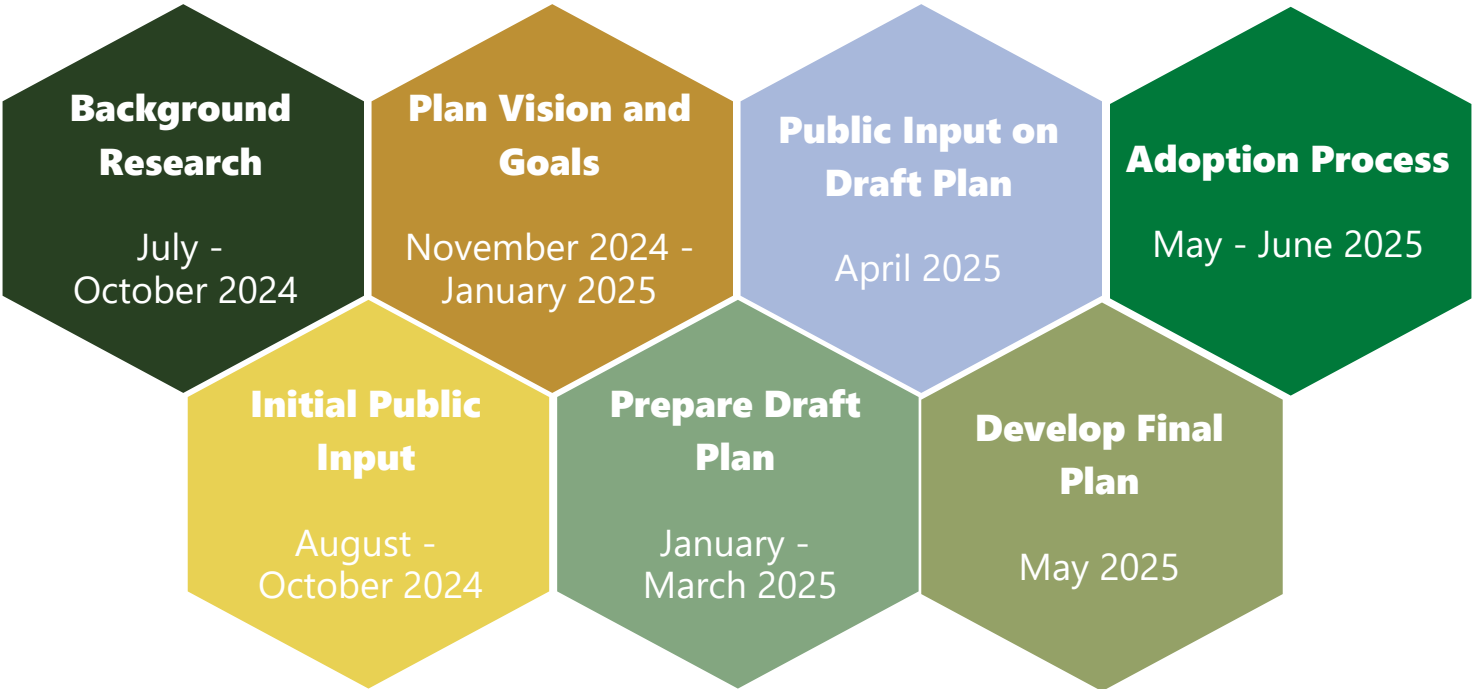 Background
Research
July -
October 2024
Initial Public
Input
August -
October 2024
Plan Vision and
Goals
November 2024 -
January 2025
Prepare Draft
Plan
January -
March 2025
Public Input on
Draft Plan
April 2025
Develop Final
Plan
May 2025
Adoption Process
May - June 2025